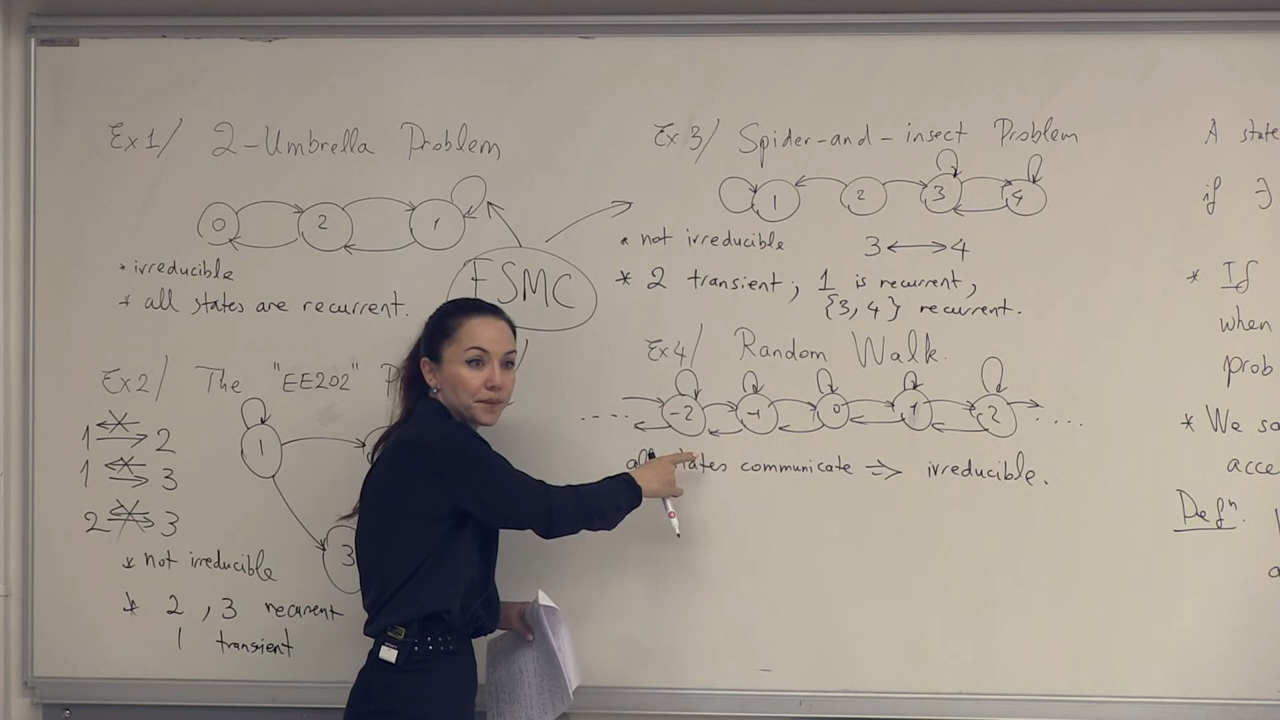 Ex1/ 2-Umbrella Problem
0 2 1
* irreducible
* all states are recurrent.
FSMC
Ex2/ The "EE202"
1 2
1 3
2 3
1
3
* not irreducible
* 2, 3 recurrent
1 transient
Ex 3/ Spider-and-insect Problem
1 2 3 4
* not irreducible
3 ↔ 4
* 2 transient, 1 is recurrent,
{3, 4} recurrent.
Ex4/ Random Walk.
..... -2 -1 0 1 2 ....
all states communicate ⇒ irreducible.
A state
if ∃
* If
when
prob
* We sa
acce
Defⁿ.